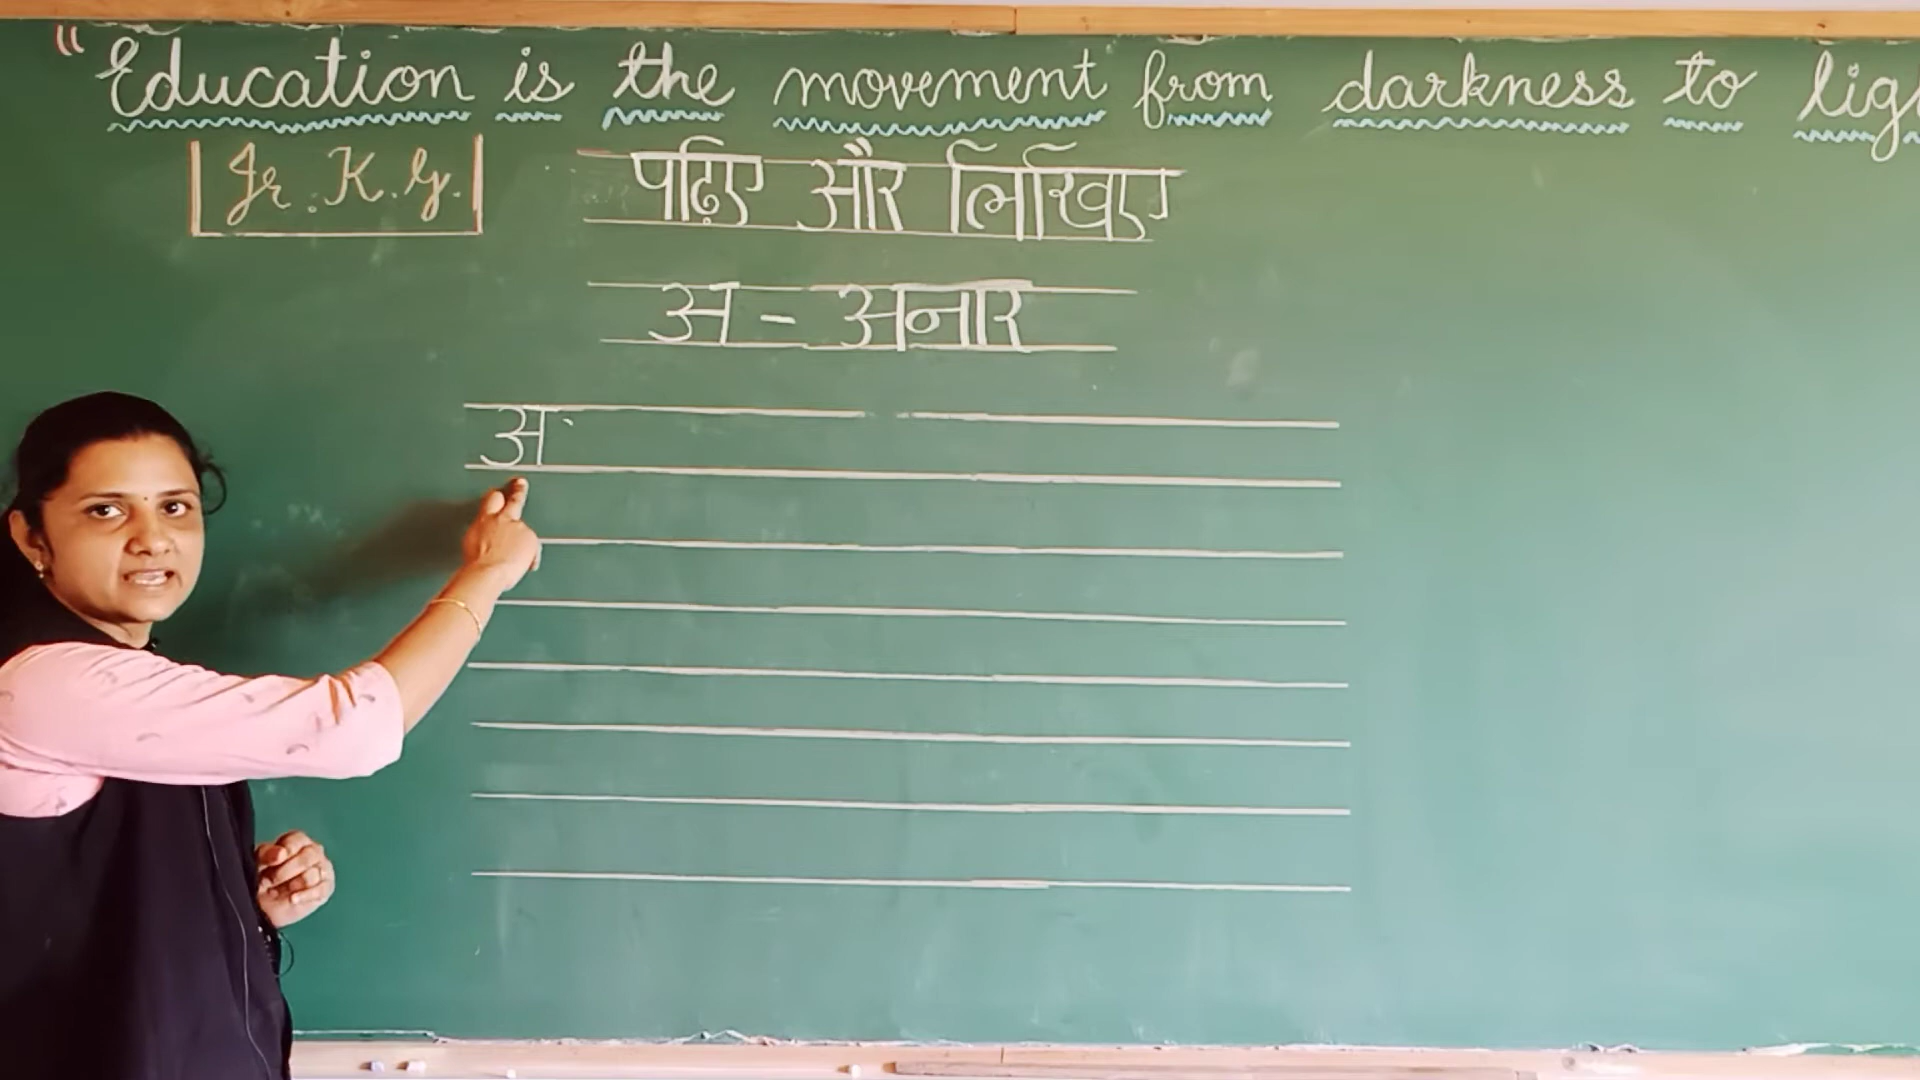 "Education is the movement from darkness to lig
Jr. K. G.
पढ़िए और लिखिए
अ - अनार
अ